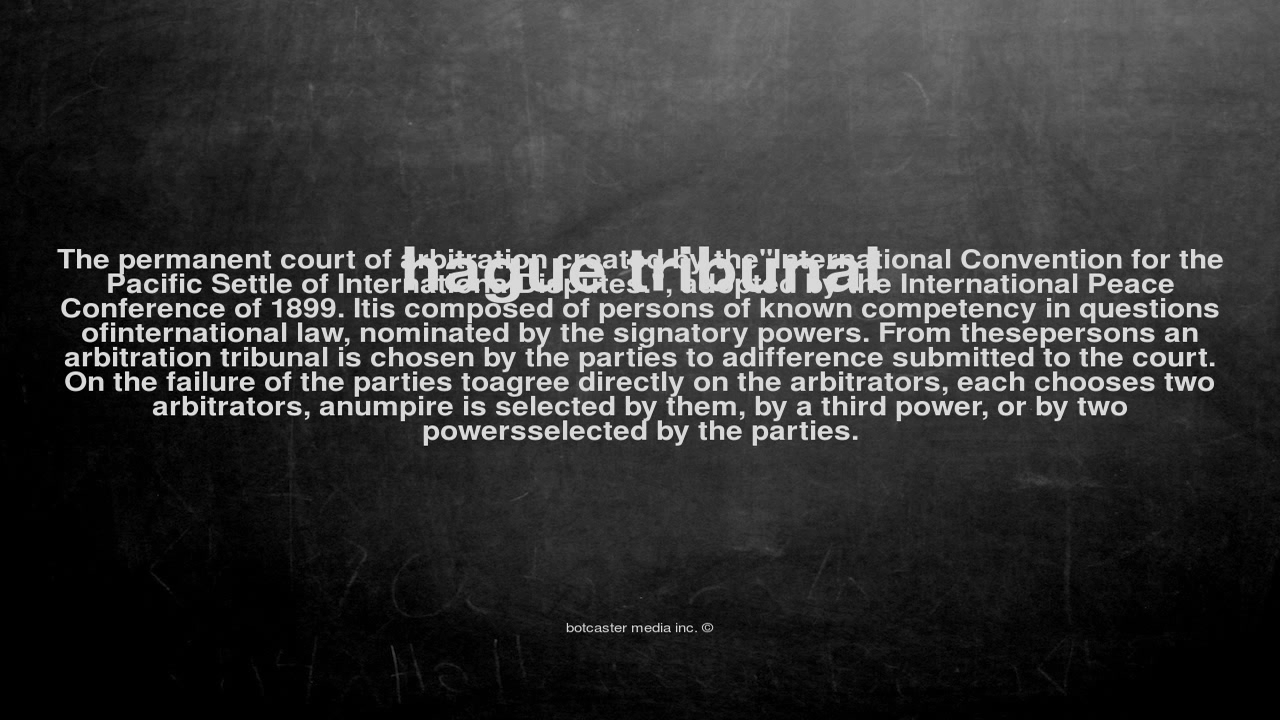 hague tribunal
The permanent court of arbitration created by the"International Convention for the
Pacific Settle of International Disputes.", adopted by the International Peace
Conference of 1899. Itis composed of persons of known competency in questions
ofinternational law, nominated by the signatory powers. From thesepersons an
arbitration tribunal is chosen by the parties to adifference submitted to the court.
On the failure of the parties toagree directly on the arbitrators, each chooses two
arbitrators, anumpire is selected by them, by a third power, or by two
powersselected by the parties.
botcaster media inc. ©